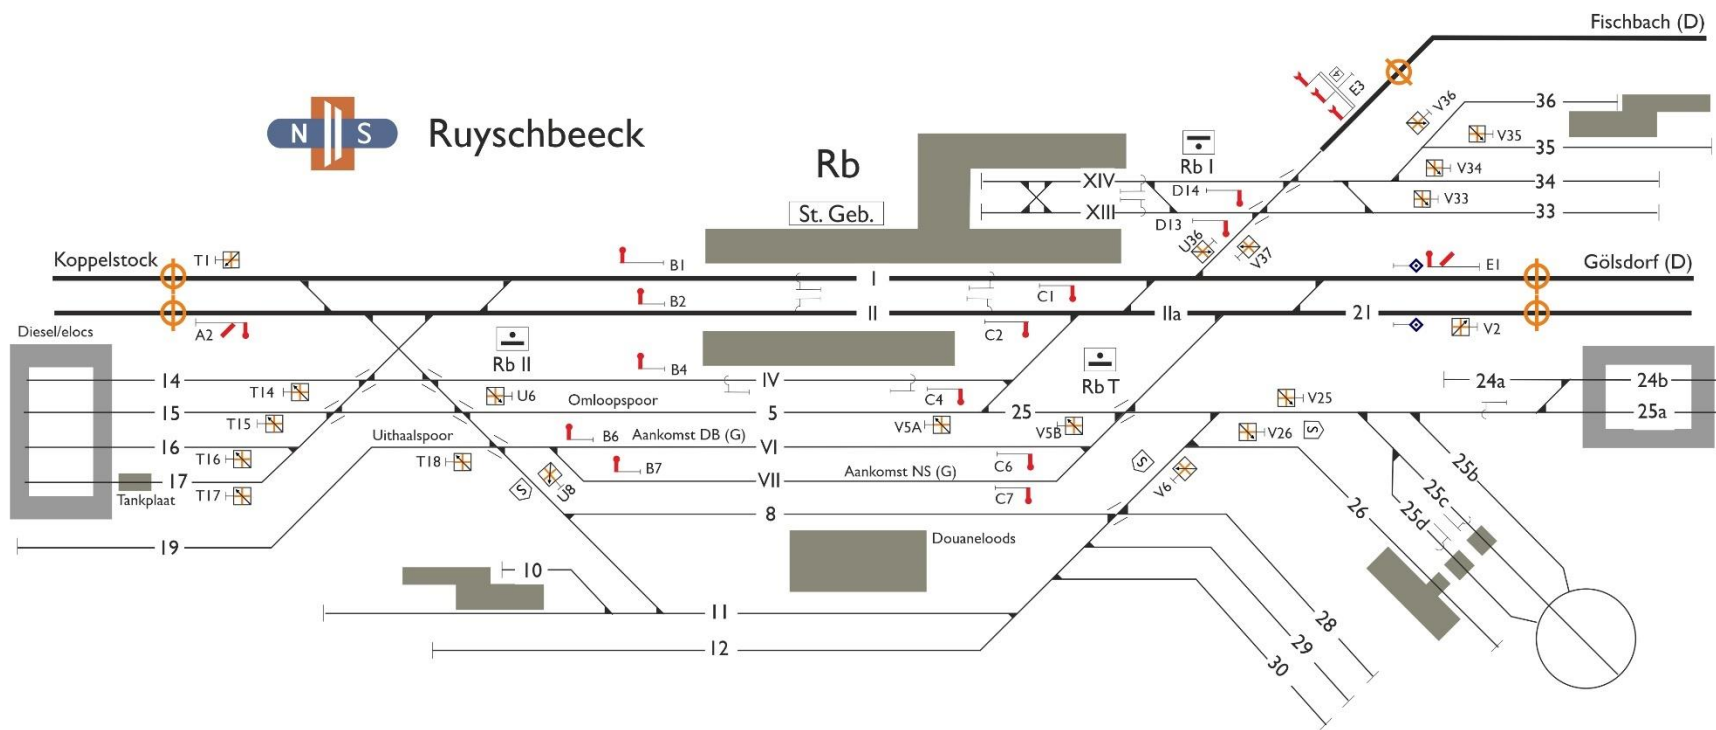 Fischbach (D)
N S
Ruyschbeeck
4
E3
V36
36
V35
35
Rb
Rb I
V34
XIV
34
D14
V33
St. Geb.
XIII
D13
33
U36
V37
Koppelstock
T1
B1
I
C1
E1
Gölsdorf (D)
B2
II
IIa
21
Diesel/elocs
A2
C2
V2
Rb II
B4
Rb T
14
IV
24a
24b
T14
U6
Omloopspoor
C4
V25
15
5
25
25a
T15
V5A
V5B
Uithaalspoor
B6
Aankomst DB (G)
V26
S
16
VI
T16
T18
B7
C6
S
25b
17
Aankomst NS (G)
VII
V6
Tankplaat
T17
S
U8
C7
25c
8
26
25d
19
Douaneloods
10
11
28
12
29
30